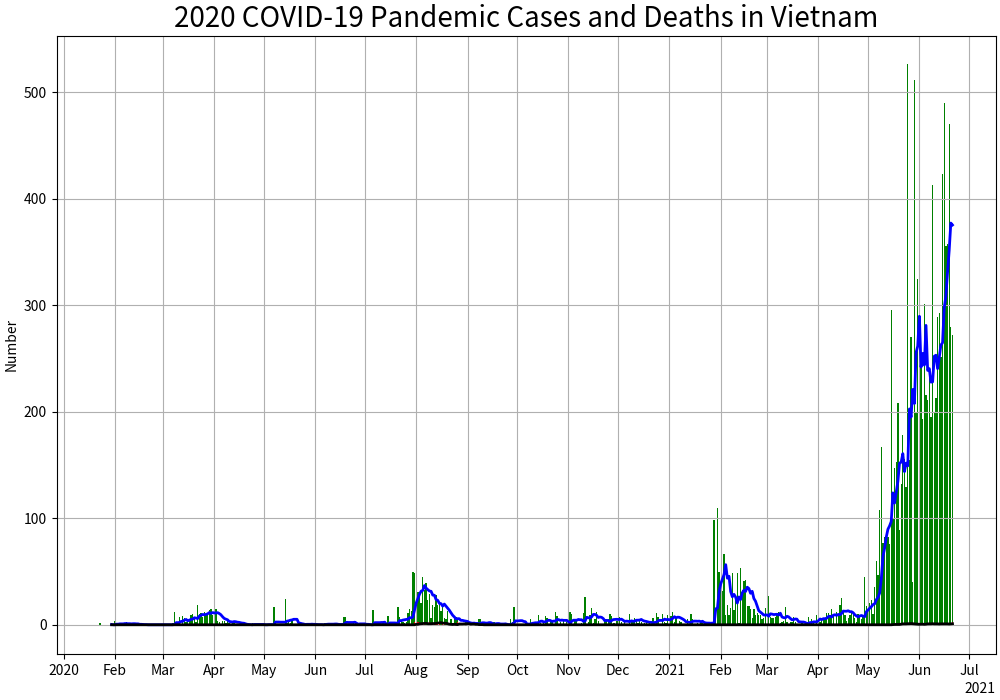 2020 COVID-19 Pandemic Cases and Deaths in Vietnam
Number
500
400
300
200
100
0
2020 Feb Mar Apr May Jun Jul Aug Sep Oct Nov Dec 2021 Feb Mar Apr May Jun Jul
2021